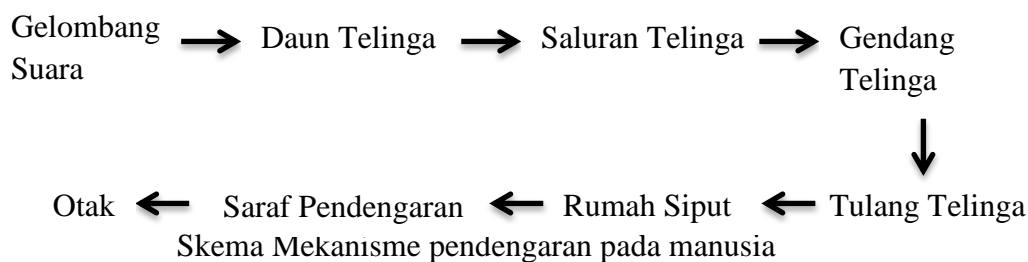 Gelombang Suara
Daun Telinga
Saluran Telinga
Gendang Telinga
Tulang Telinga
Rumah Siput
Saraf Pendengaran
Otak
Skema Mekanisme pendengaran pada manusia